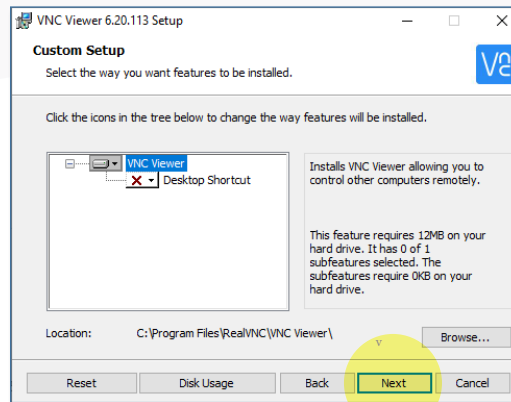 VNC Viewer 6.20.113 Setup
Custom Setup
Select the way you want features to be installed.
Click the icons in the tree below to change the way features will be installed.
VNC Viewer
Desktop Shortcut
Installs VNC Viewer allowing you to
control other computers remotely.
This feature requires 12MB on your
hard drive. It has 0 of 1
subfeatures selected. The
subfeatures require 0KB on your
hard drive.
Location: C:\Program Files\RealVNC\VNC Viewer\
v
Browse...
Reset Disk Usage Back Next Cancel